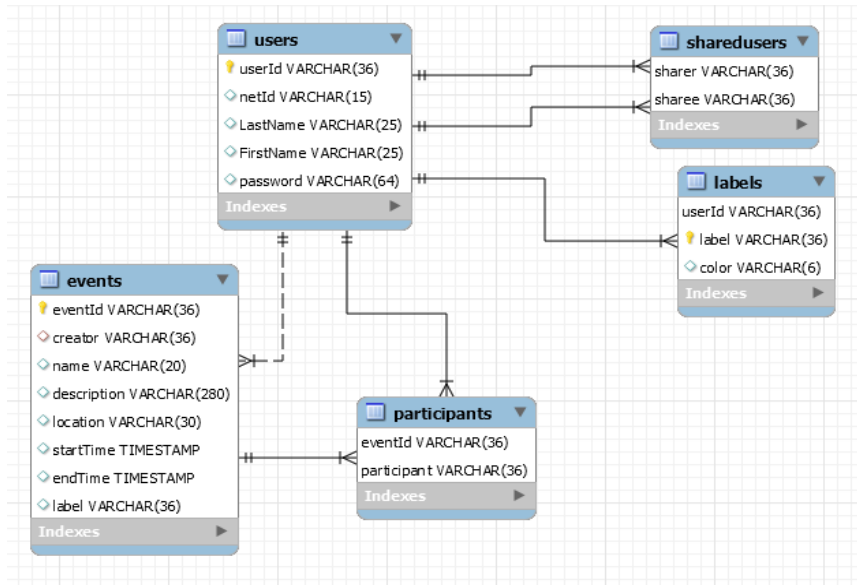 users
userId VARCHAR(36)
netId VARCHAR(15)
LastName VARCHAR(25)
FirstName VARCHAR(25)
password VARCHAR(64)
Indexes
sharedusers
sharer VARCHAR(36)
sharee VARCHAR(36)
Indexes
labels
userId VARCHAR(36)
label VARCHAR(36)
color VARCHAR(6)
Indexes
events
eventId VARCHAR(36)
creator VARCHAR(36)
name VARCHAR(20)
description VARCHAR(280)
location VARCHAR(30)
startTime TIMESTAMP
endTime TIMESTAMP
label VARCHAR(36)
Indexes
participants
eventId VARCHAR(36)
participant VARCHAR(36)
Indexes